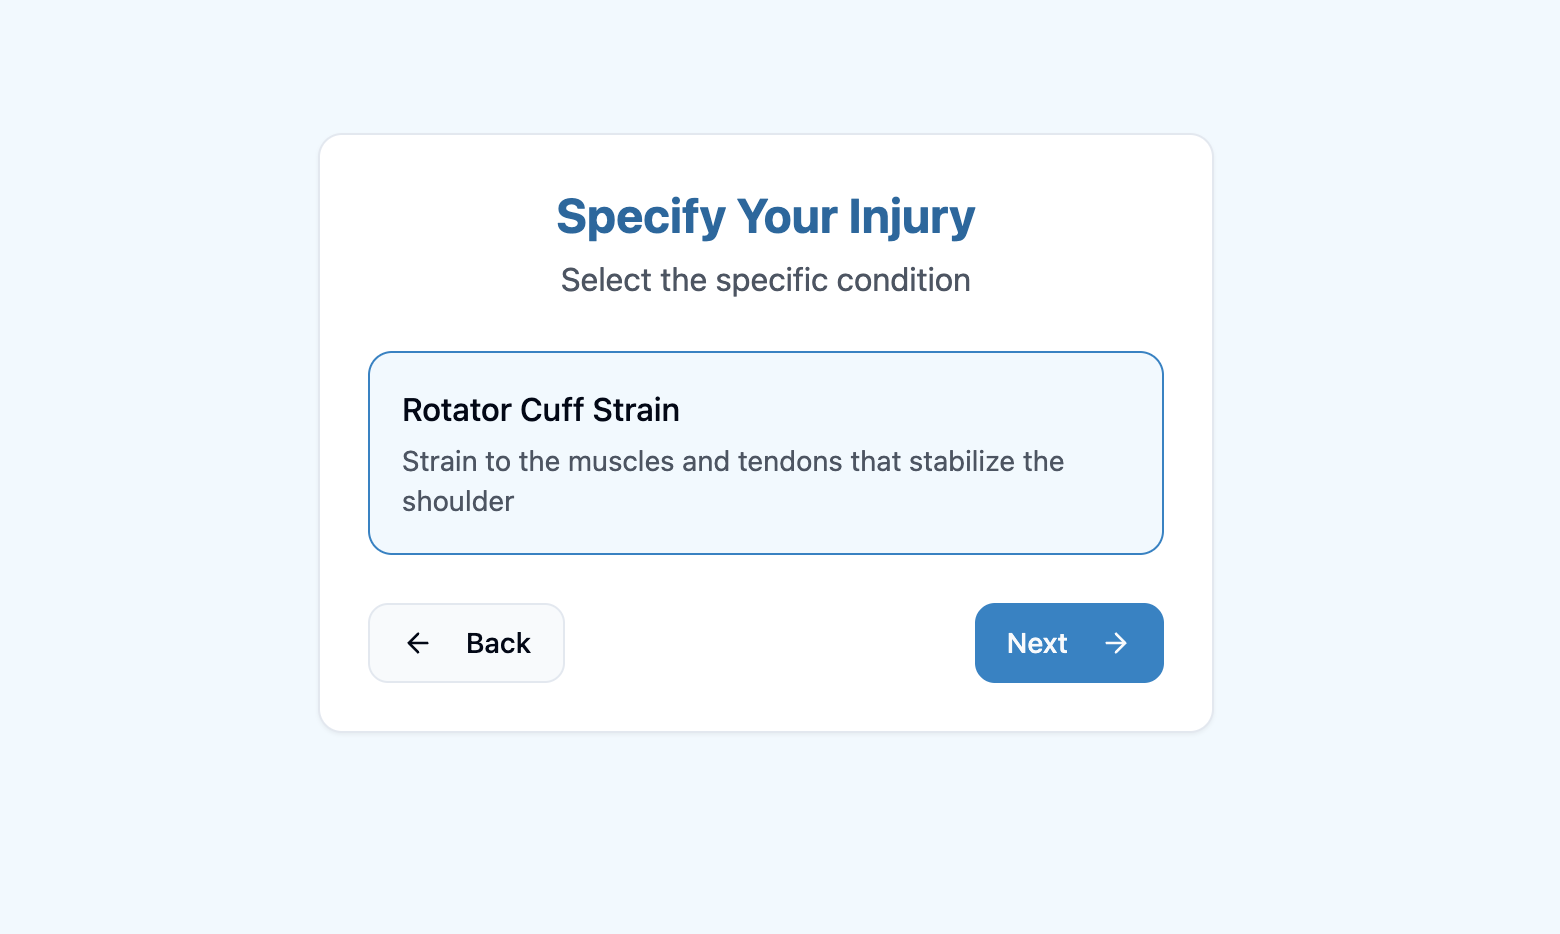 Specify Your Injury
Select the specific condition
Rotator Cuff Strain
Strain to the muscles and tendons that stabilize the
shoulder
Back
Next